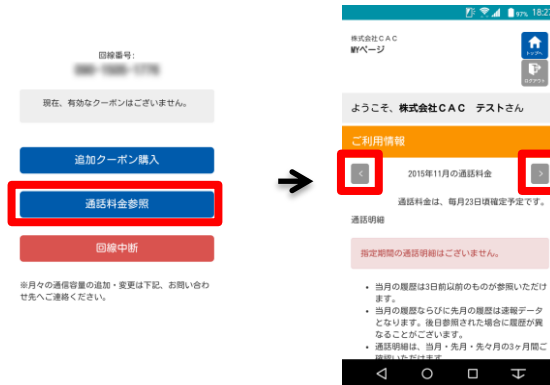 回線番号:
現在、有効なクーポンはございません。
追加クーポン購入
通話料金参照
回線中断
※月々の通信容量の追加・変更は下記、お問い合わ
せ先へご連絡ください。
97% 18:2
株式会社ＣＡＣ
MYページ
トップへ
ログアウト
ようこそ、株式会社ＣＡＣ　テストさん
ご利用情報
<
2015年11月の通話料金
>
通話料金は、毎月23日頃確定予定です。
通話明細
指定期間の通話明細はございません。
• 当月の履歴は3日前以前のものが参照いただけ
ます。
• 当月の履歴ならびに先月の履歴は速報データ
となります。後日参照された場合に履歴が異
なることがございます。
• 通話明細は、当月・先月・先々月の3ヶ月間ご
確認いただけます